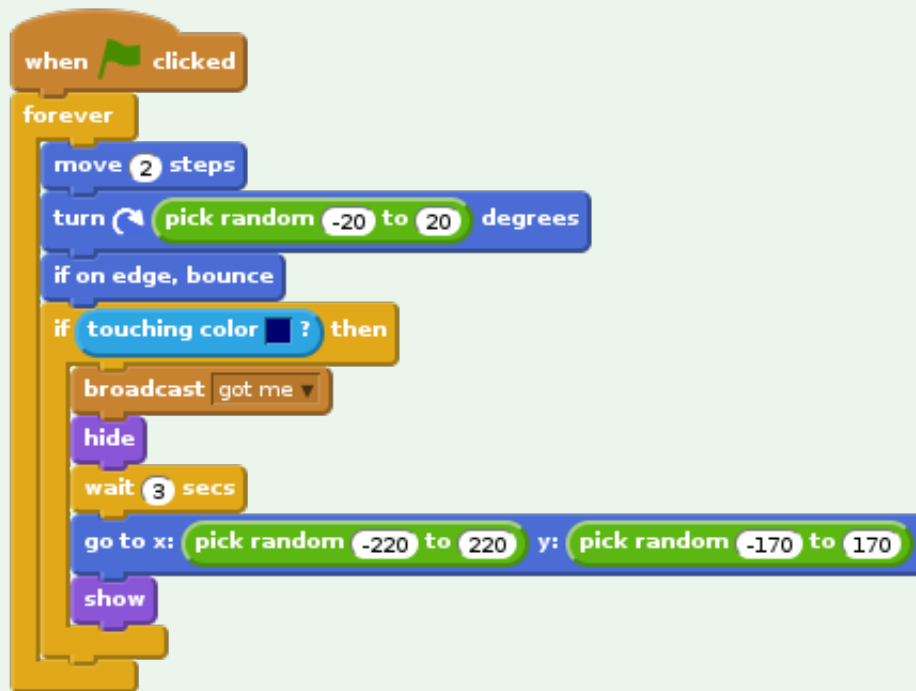 when clicked
forever
move 2 steps
turn pick random -20 to 20 degrees
if on edge, bounce
if touching color ? then
broadcast got me
hide
wait 3 secs
go to x: pick random -220 to 220 y: pick random -170 to 170
show